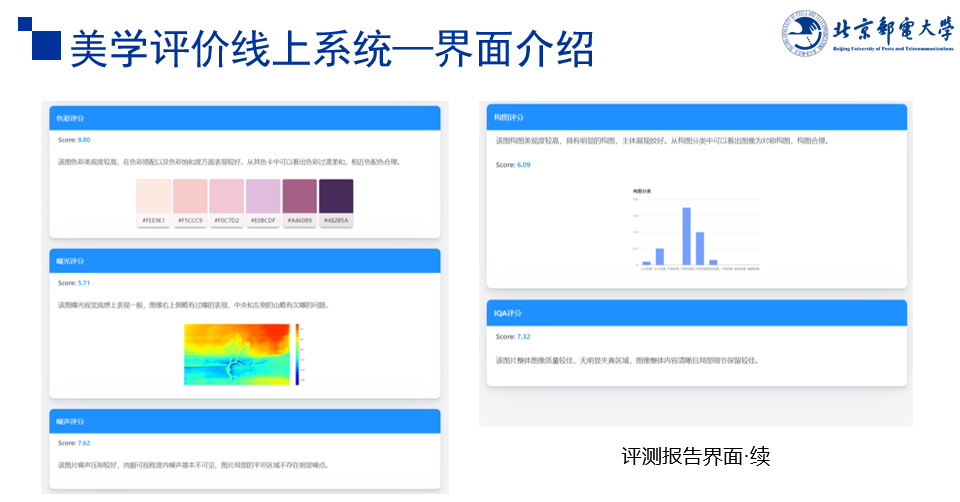 美学评价线上系统—界面介绍
北京邮电大学
Beijing University of Posts and Telecommunications
色彩评分
Score: 8.80
该图色彩美观度较高，在色彩搭配以及色彩饱和度方面表现较好。从其色卡中可以看出色彩过渡柔和，相近色配色合理。
#FEE9E1 #F5CCC9 #F0C7D2 #E0BCDF #A46089 #482B5A
曝光评分
Score: 5.71
该图曝光视觉观感上表现一般，图像右上侧略有过曝的表现，中央和左侧的山略有欠曝的问题。
噪声评分
Score: 7.62
该图片噪声压制较好，肉眼可视程度内噪声基本不可见，图片局部的平坦区域不存在明显噪点。
构图评分
该图构图美观度较高，具有明显的构图，主体展现较好。从构图分类中可以看出图像为对称构图，构图合理。
Score: 6.09
构图分类
IQA评分
Score: 7.32
该图片整体图像质量较佳，无明显失真区域，图像整体内容清晰且局部细节保留较佳。
评测报告界面·续